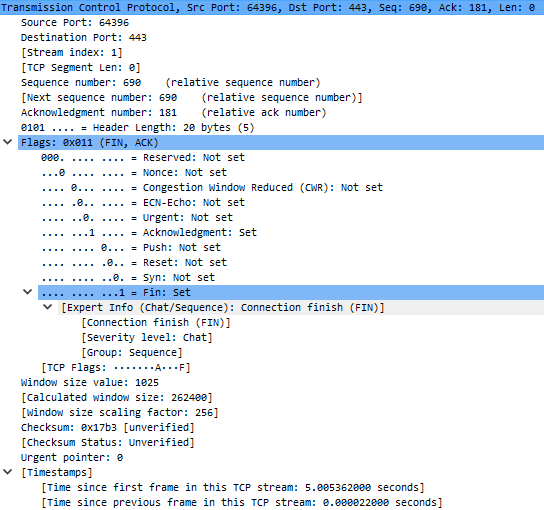 Transmission Control Protocol, Src Port: 64396, Dst Port: 443, Seq: 690, Ack: 181, Len: 0
Source Port: 64396
Destination Port: 443
[Stream index: 1]
[TCP Segment Len: 0]
Sequence number: 690    (relative sequence number)
[Next sequence number: 690    (relative sequence number)]
Acknowledgment number: 181    (relative ack number)
0101 .... = Header Length: 20 bytes (5)
Flags: 0x011 (FIN, ACK)
000. .... .... = Reserved: Not set
...0 .... .... = Nonce: Not set
.... 0... .... = Congestion Window Reduced (CWR): Not set
.... .0.. .... = ECN-Echo: Not set
.... ..0. .... = Urgent: Not set
.... ...1 .... = Acknowledgment: Set
.... .... 0... = Push: Not set
.... .... .0.. = Reset: Not set
.... .... ..0. = Syn: Not set
.... .... ...1 = Fin: Set
[Expert Info (Chat/Sequence): Connection finish (FIN)]
[Connection finish (FIN)]
[Severity level: Chat]
[Group: Sequence]
[TCP Flags: ·······A···F]
Window size value: 1025
[Calculated window size: 262400]
[Window size scaling factor: 256]
Checksum: 0x17b3 [unverified]
[Checksum Status: Unverified]
Urgent pointer: 0
[Timestamps]
[Time since first frame in this TCP stream: 5.005362000 seconds]
[Time since previous frame in this TCP stream: 0.000022000 seconds]